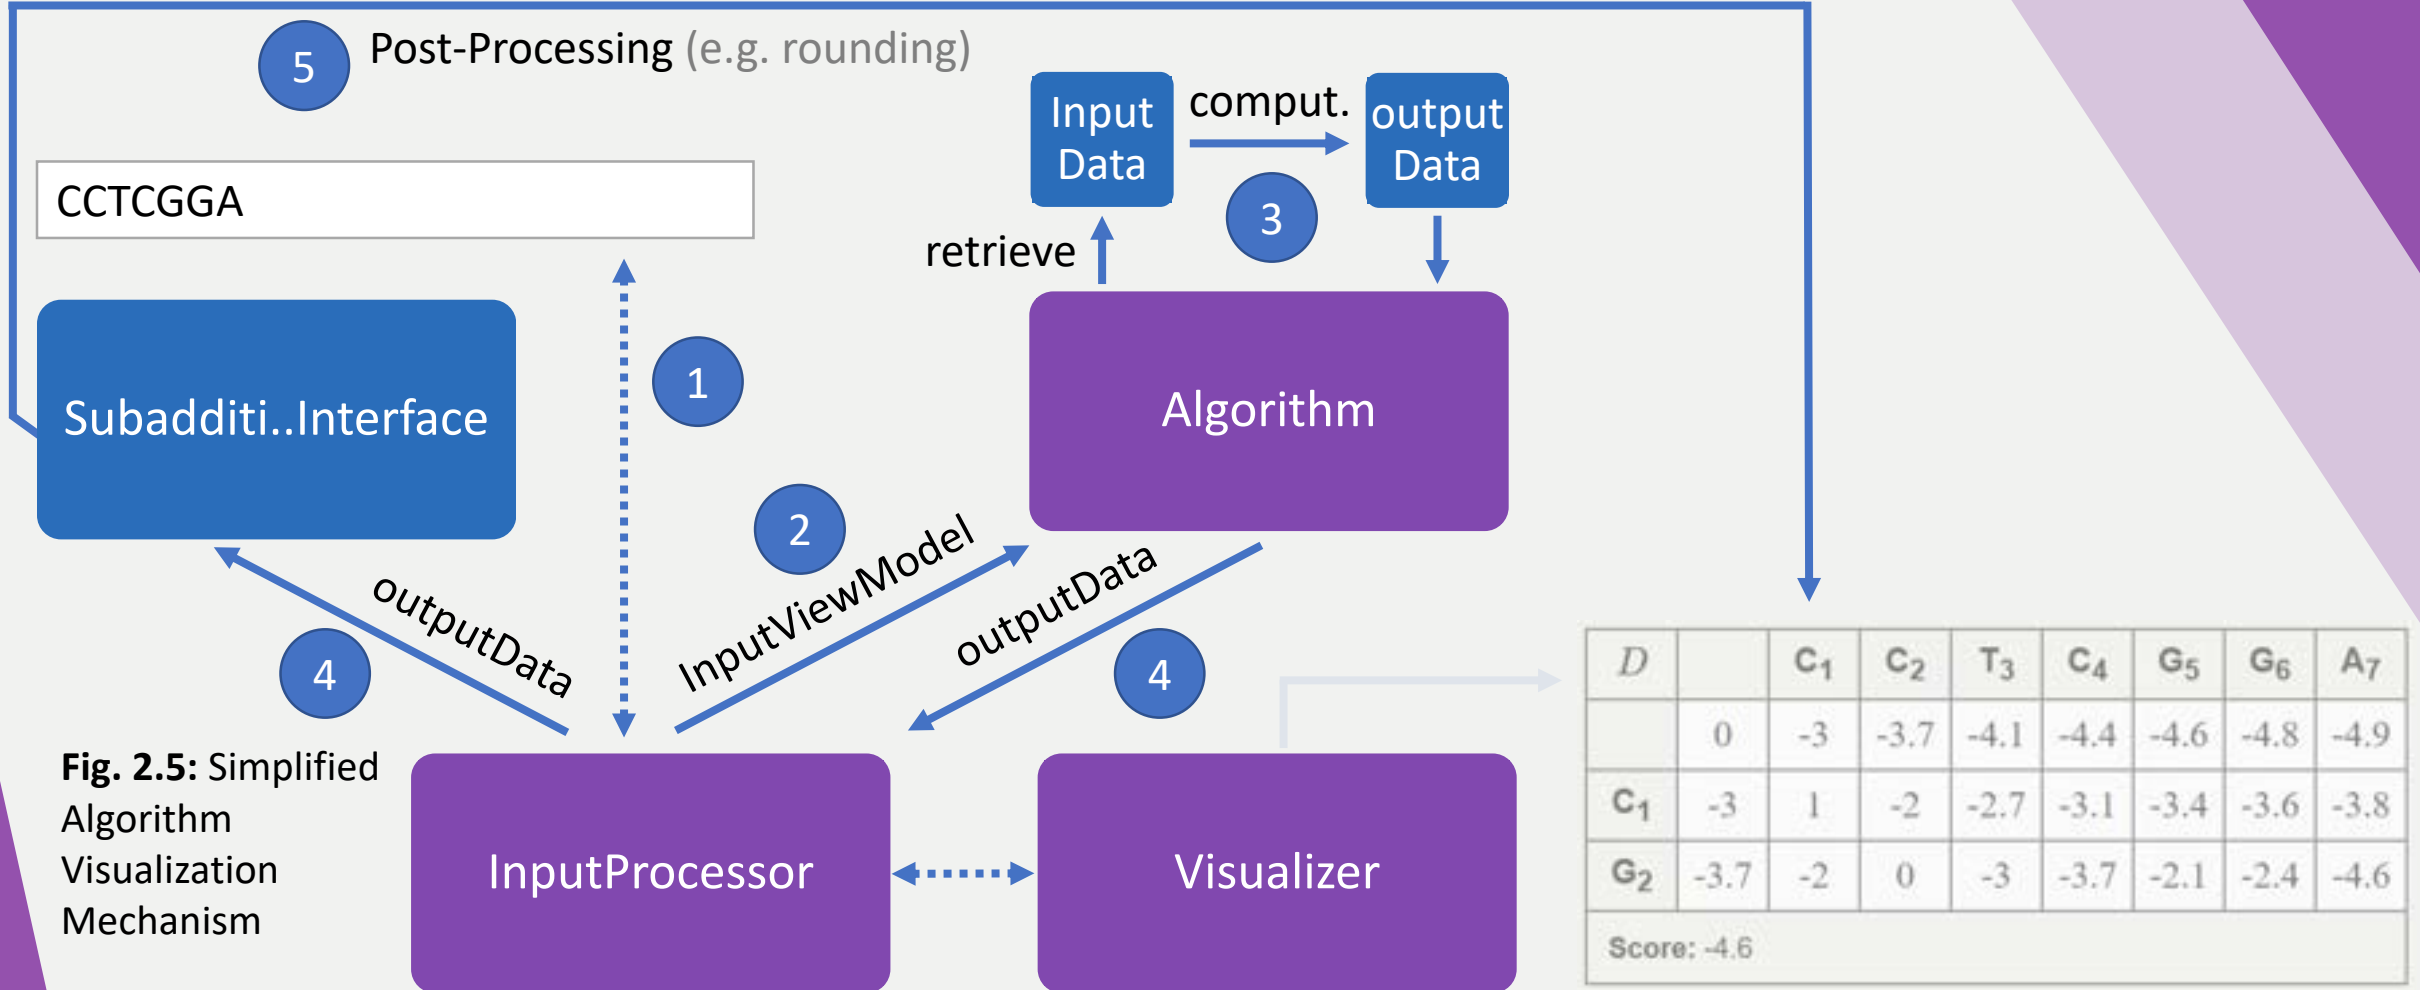 5 Post-Processing (e.g. rounding)
CCTCGGA
Input
Data
comput.
output
Data
3
retrieve
Subadditi..Interface
1
Algorithm
2
InputViewModel
outputData
4
outputData
4
Fig. 2.5: Simplified
Algorithm
Visualization
Mechanism
InputProcessor
Visualizer
D C₁ C₂ T₃ C₄ G₅ G₆ A₇
0 -3 -3.7 -4.1 -4.4 -4.6 -4.8 -4.9
C₁ -3 1 -2 -2.7 -3.1 -3.4 -3.6 -3.8
G₂ -3.7 -2 0 -3 -3.7 -2.1 -2.4 -4.6
Score: -4.6